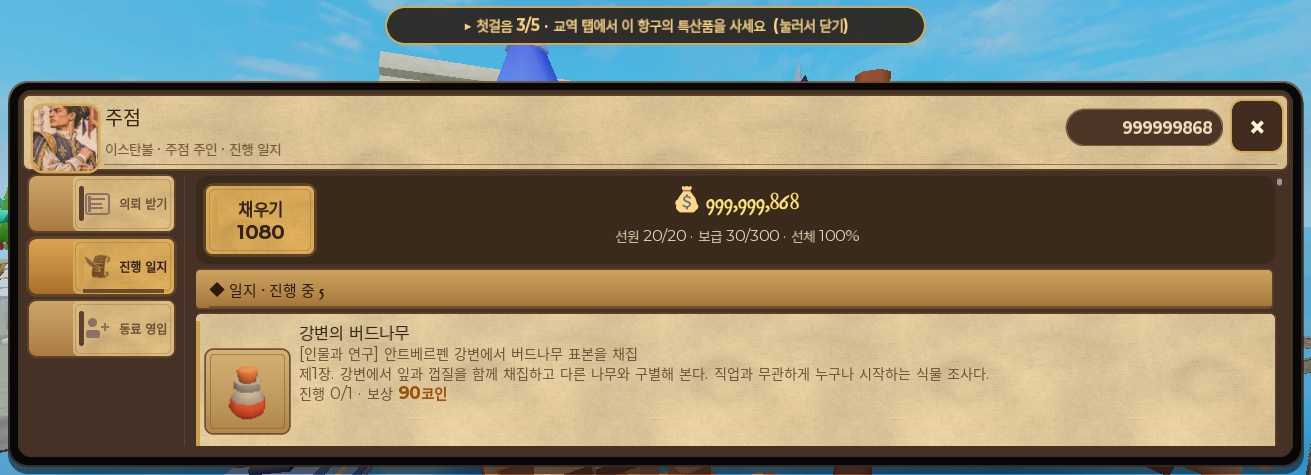 ▸ 첫걸음 3/5 · 교역 탭에서 이 항구의 특산품을 사세요 (눌러서 닫기)
주점
이스탄불 · 주점 주인 · 진행 일지
999999868
×
의뢰 받기
진행 일지
동료 영입
채우기
1080
999,999,868
선원 20/20 · 보급 30/300 · 선체 100%
◆ 일지 · 진행 중 5
강변의 버드나무
[인물과 연구] 안트베르펜 강변에서 버드나무 표본을 채집
제1장. 강변에서 잎과 껍질을 함께 채집하고 다른 나무와 구별해 본다. 직업과 무관하게 누구나 시작하는 식물 조사다.
진행 0/1 · 보상 90코인